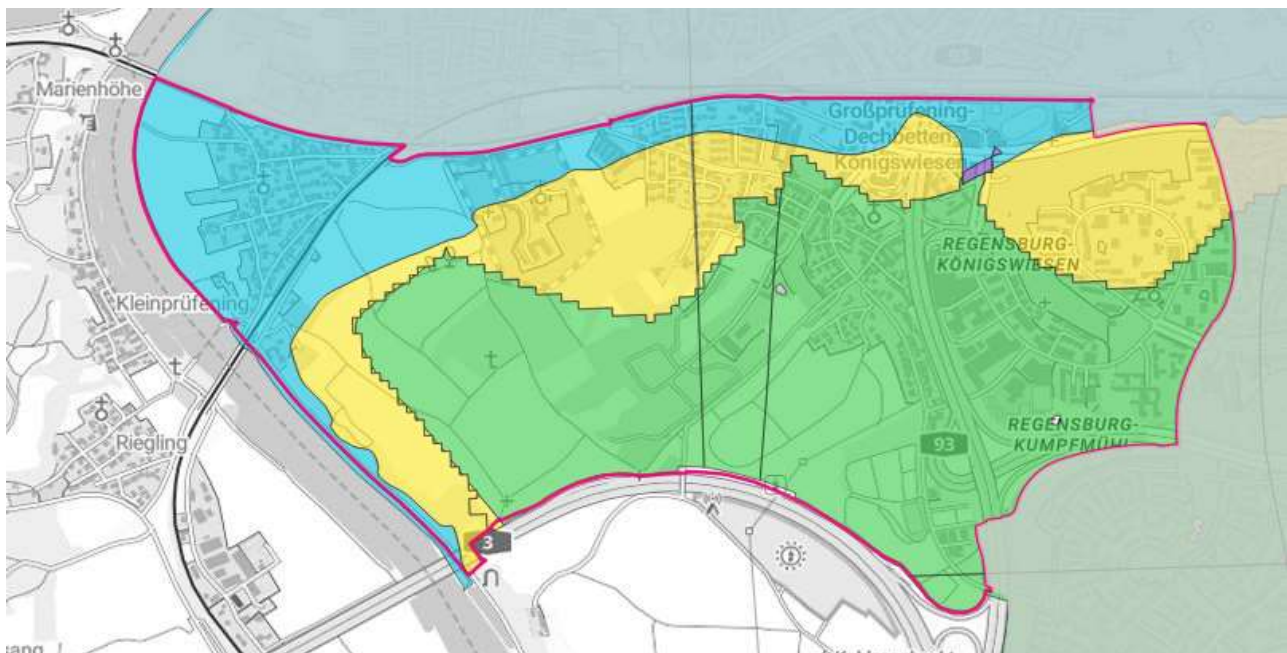 Marienhöhe
Großprüfening-
Dechbetten-
Königswiesen
REGENSBURG-
KÖNIGSWIESEN
Kleinprüfening
REGENSBURG-
KUMPFMÜHL
Riegling
93
3